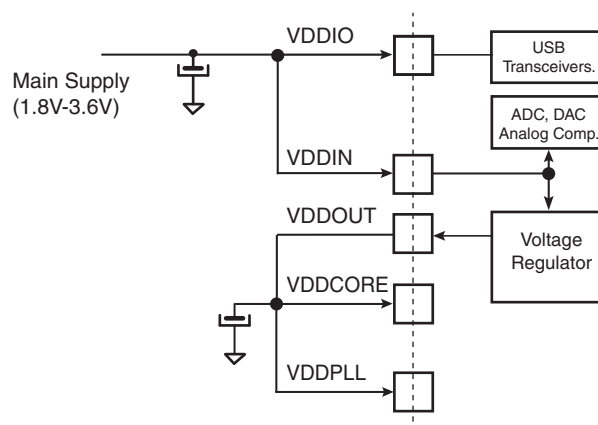 VDDIO
USB
Transceivers.
Main Supply
(1.8V-3.6V)
ADC, DAC
Analog Comp.
VDDIN
VDDOUT
Voltage
Regulator
VDDCORE
VDDPLL